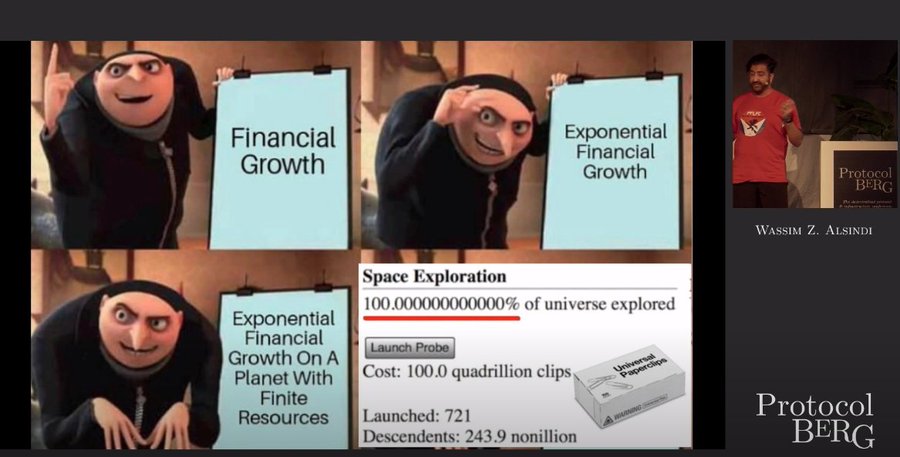 Financial
Growth
Exponential
Financial
Growth
Exponential
Financial
Growth On A
Planet With
Finite
Resources
Space Exploration
100.000000000000% of universe explored
Launch Probe
Cost: 100.0 quadrillion clips
Launched: 721
Descendents: 243.9 nonillion
Universal
Paperclips
WARNING
Protocol
BERG
Wassim Z. Alsindi
Protocol
BERG